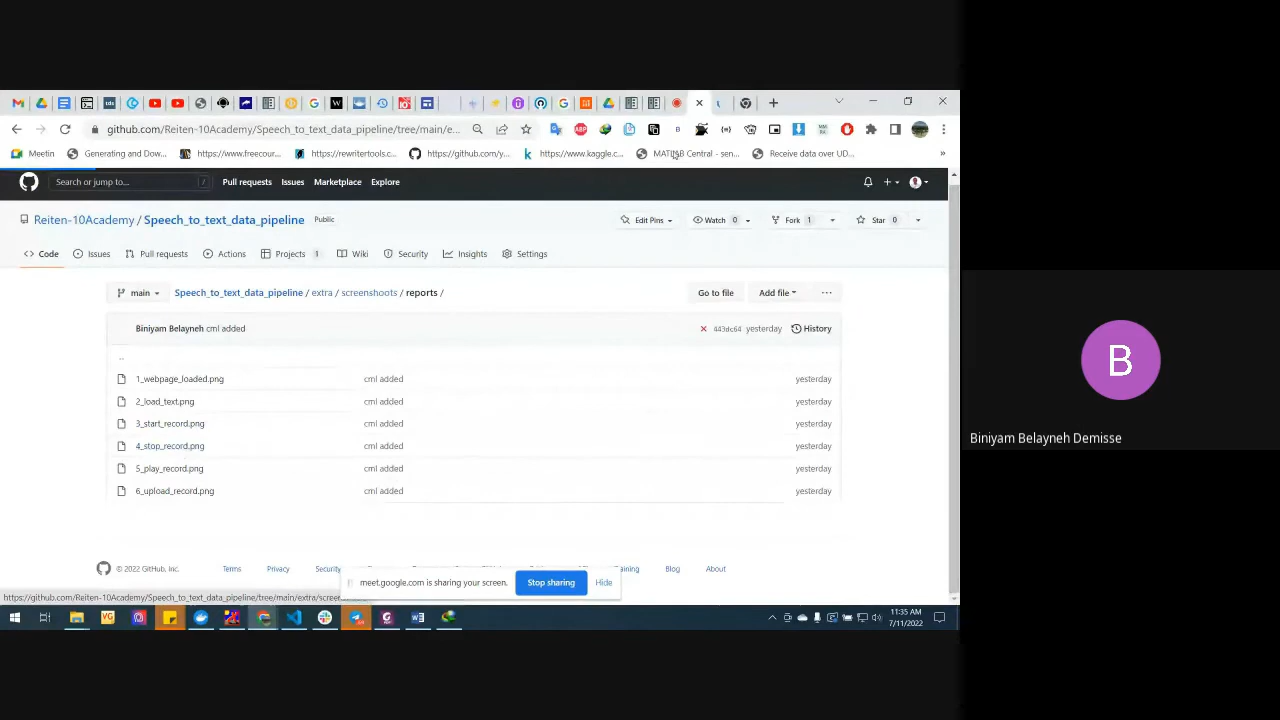 github.com/Reiten-10Academy/Speech_to_text_data_pipeline/tree/main/e...
Meetin
Generating and Dow...
https://www.freecour...
https://rewritertools.c...
https://github.com/y...
https://www.kaggle.c...
MATLAB Central - sen...
Receive data over UD...
»
Search or jump to...
/
Pull requests
Issues
Marketplace
Explore
Reiten-10Academy / Speech_to_text_data_pipeline
Public
Edit Pins
Watch 0
Fork 1
Star 0
Code
Issues
Pull requests
Actions
Projects 1
Wiki
Security
Insights
Settings
main
Speech_to_text_data_pipeline / extra / screenshoots / reports /
Go to file
Add file
...
Biniyam Belayneh cml added
443dc64 yesterday
History
..
1_webpage_loaded.png cml added yesterday
2_load_text.png cml added yesterday
3_start_record.png cml added yesterday
4_stop_record.png cml added yesterday
5_play_record.png cml added yesterday
6_upload_record.png cml added yesterday
© 2022 GitHub, Inc.
Terms
Privacy
Security
Blog
About
meet.google.com is sharing your screen.
Stop sharing
Hide
https://github.com/Reiten-10Academy/Speech_to_text_data_pipeline/tree/main/extra/scree
11:35 AM
7/11/2022
B
Biniyam Belayneh Demisse